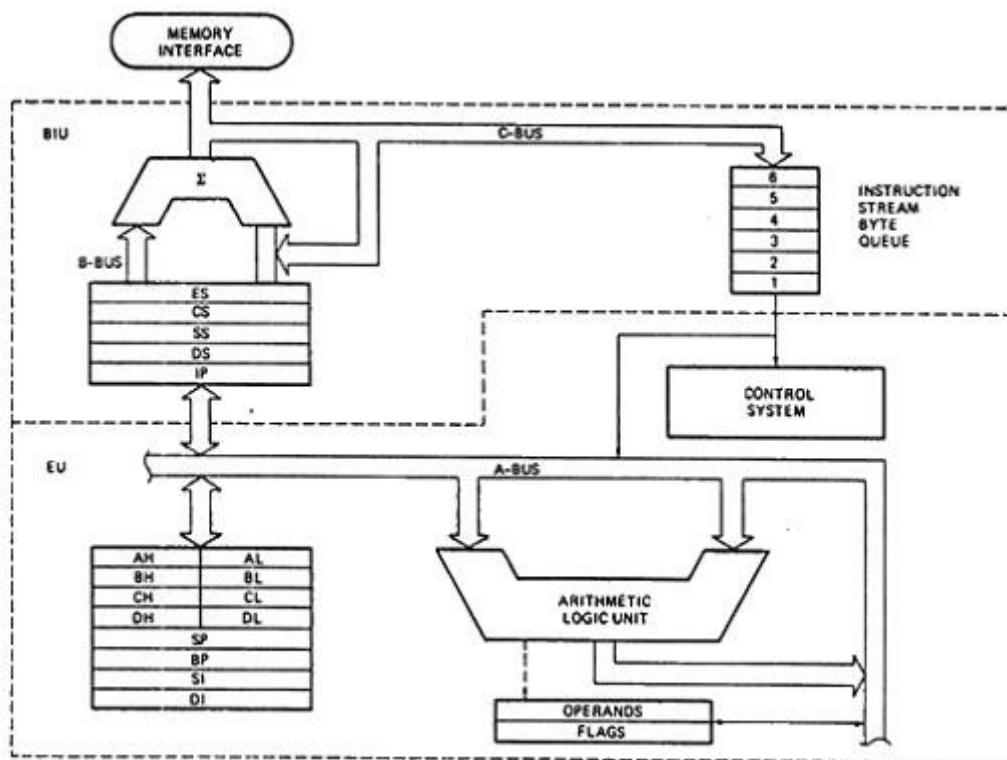 MEMORY
INTERFACE
BIU
C-BUS
Σ
6
5
4
3
2
1
INSTRUCTION
STREAM
BYTE
QUEUE
B-BUS
ES
CS
SS
DS
IP
CONTROL
SYSTEM
EU
A-BUS
AH AL
BH BL
CH CL
DH DL
SP
BP
SI
DI
ARITHMETIC
LOGIC UNIT
OPERANDS
FLAGS